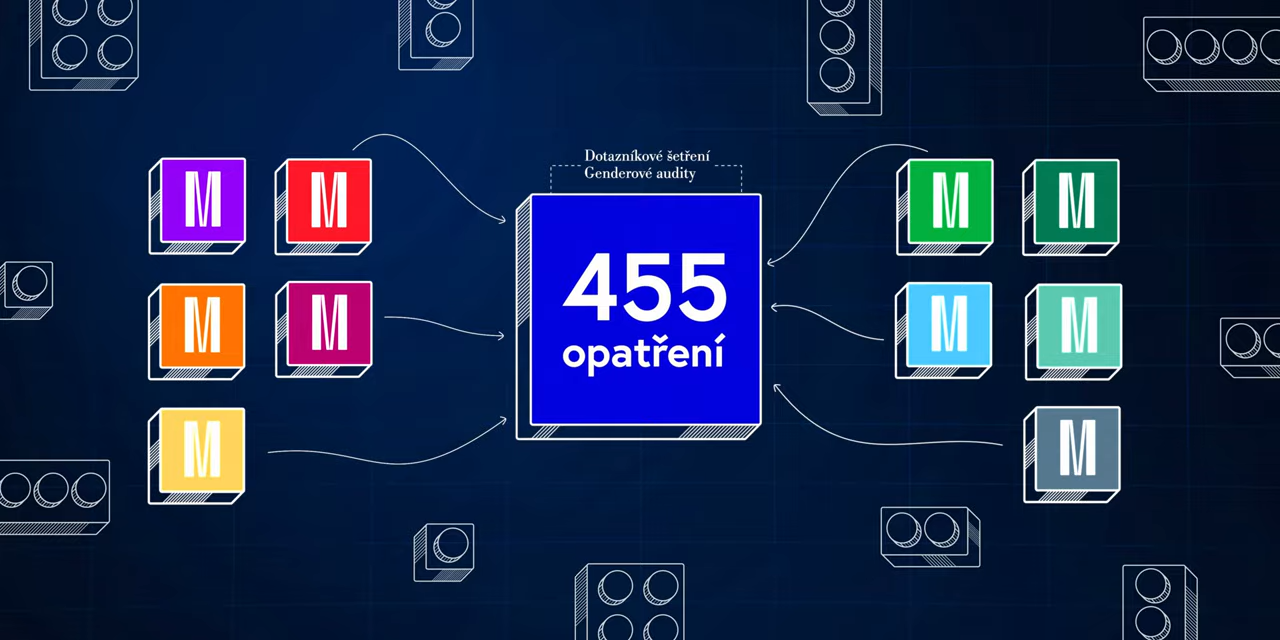 Dotazníkové šetření
Genderové audity
M M M M
455
opatření
M M M M
M M